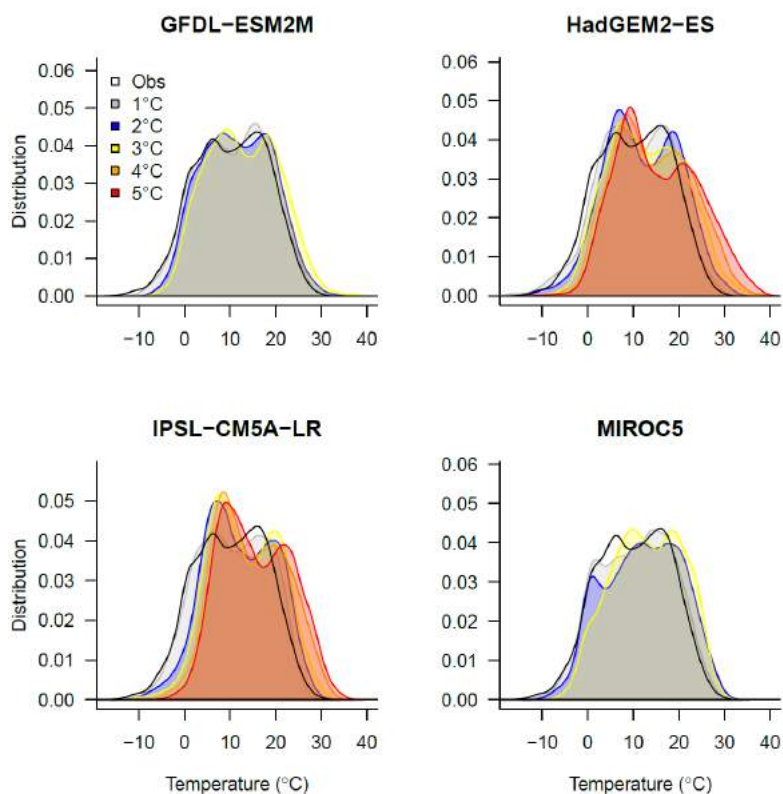 GFDL−ESM2M
Distribution
0.06
0.05
0.04
0.03
0.02
0.01
0.00
Obs
1°C
2°C
3°C
4°C
5°C
−10 0 10 20 30 40
HadGEM2−ES
0.06
0.05
0.04
0.03
0.02
0.01
0.00
−10 0 10 20 30 40
IPSL−CM5A−LR
Distribution
0.05
0.04
0.03
0.02
0.01
0.00
−10 0 10 20 30 40
Temperature (°C)
MIROC5
0.06
0.05
0.04
0.03
0.02
0.01
0.00
−10 0 10 20 30 40
Temperature (°C)